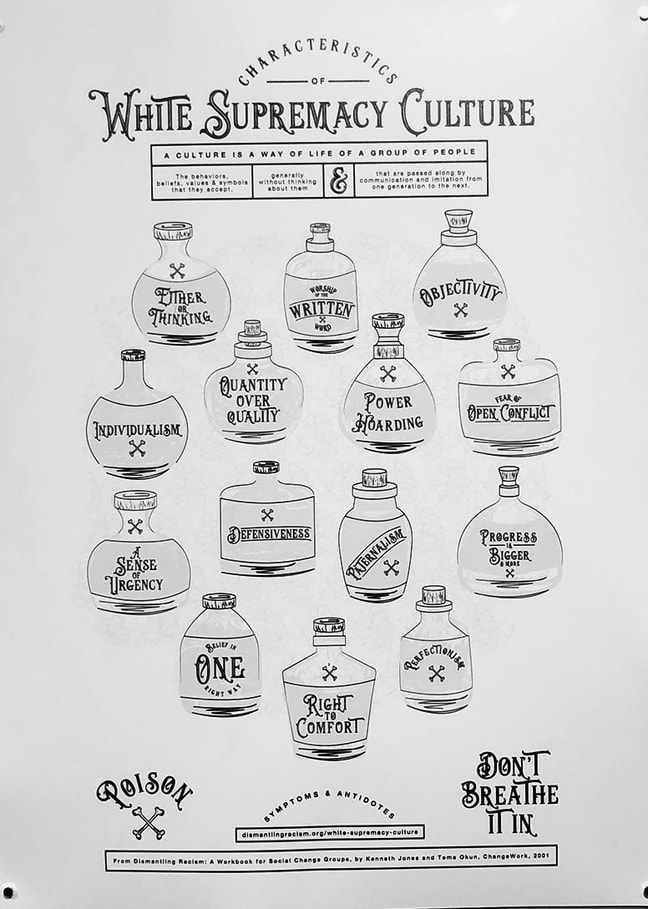 CHARACTERISTICS
OF
WHITE SUPREMACY CULTURE
A CULTURE IS A WAY OF LIFE OF A GROUP OF PEOPLE
The behaviors,
beliefs, values & symbols
that they accept,
generally
without thinking
about them
&
that are passed along by
communication and imitation from
one generation to the next.
EITHER
OR
THINKING
WORSHIP
OF THE
WRITTEN
WORD
OBJECTIVITY
INDIVIDUALISM
QUANTITY
OVER
QUALITY
POWER
HOARDING
FEAR OF
OPEN CONFLICT
A
SENSE
OF
URGENCY
DEFENSIVENESS
PATERNALISM
PROGRESS
IS
BIGGER
& MORE
BELIEF IN
ONE
RIGHT WAY
RIGHT
TO
COMFORT
PERFECTIONISM
POISON
SYMPTOMS & ANTIDOTES
dismantlingracism.org/white-supremacy-culture
DON'T
BREATHE
IT IN
From Dismantling Racism: A Workbook for Social Change Groups, by Kenneth Jones and Tema Okun, ChangeWork, 2001